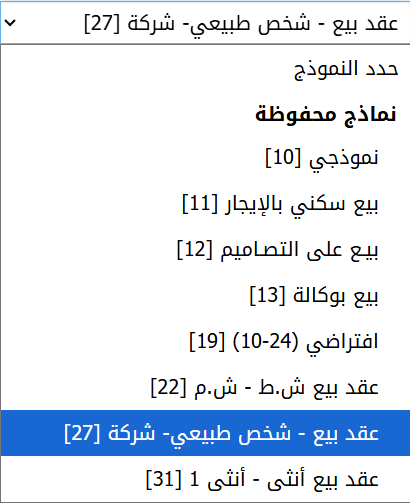 عقد بيع - شخص طبيعي- شركة [27]
حدد النموذج
نماذج محفوظة
نموذجي [10]
بيع سكني بالإيجار [11]
بيـع على التصـاميم [12]
بيع بوكالة [13]
افتراضي (24-10) [19]
عقد بيع ش.ط - ش.م [22]
عقد بيع - شخص طبيعي- شركة [27]
عقد بيع أنثى - أنثى 1 [31]